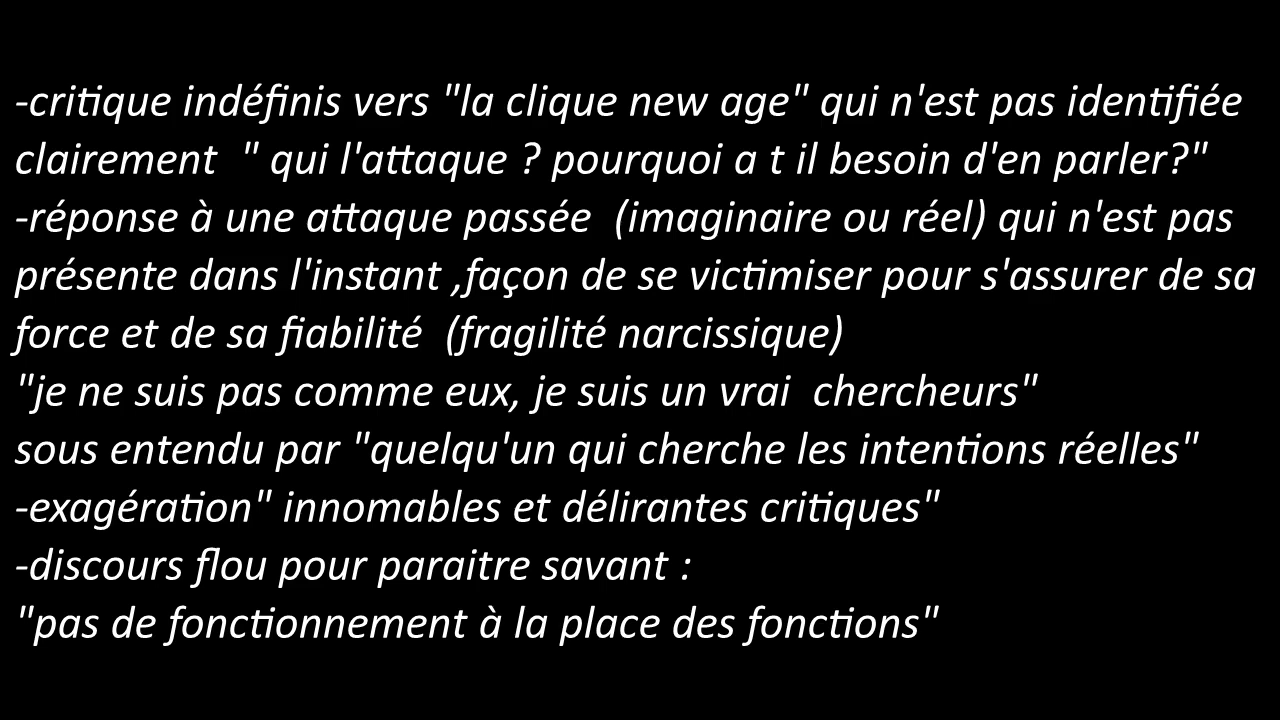 -critique indéfinis vers "la clique new age" qui n'est pas identifiée
clairement  " qui l'attaque ? pourquoi a t il besoin d'en parler?"
-réponse à une attaque passée  (imaginaire ou réel) qui n'est pas
présente dans l'instant ,façon de se victimiser pour s'assurer de sa
force et de sa fiabilité  (fragilité narcissique)
"je ne suis pas comme eux, je suis un vrai  chercheurs"
sous entendu par "quelqu'un qui cherche les intentions réelles"
-exagération" innomables et délirantes critiques"
-discours flou pour paraitre savant :
"pas de fonctionnement à la place des fonctions"